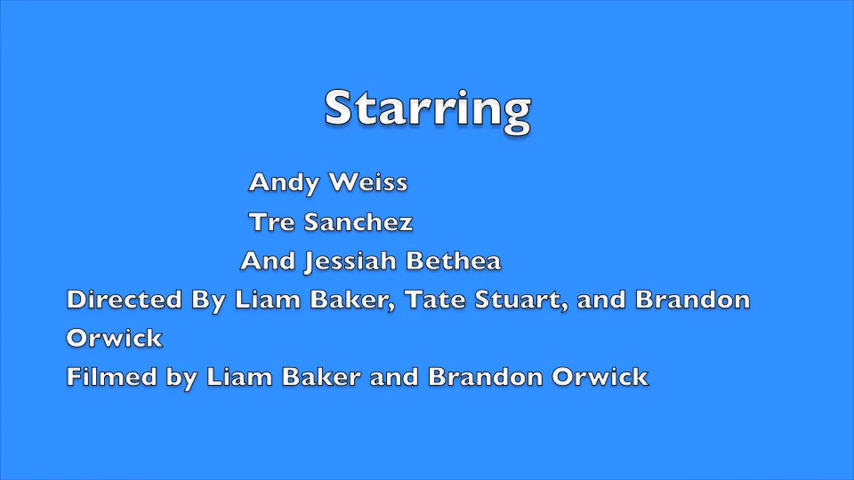 Starring
Andy Weiss
Tre Sanchez
And Jessiah Bethea
Directed By Liam Baker, Tate Stuart, and Brandon
Orwick
Filmed by Liam Baker and Brandon Orwick